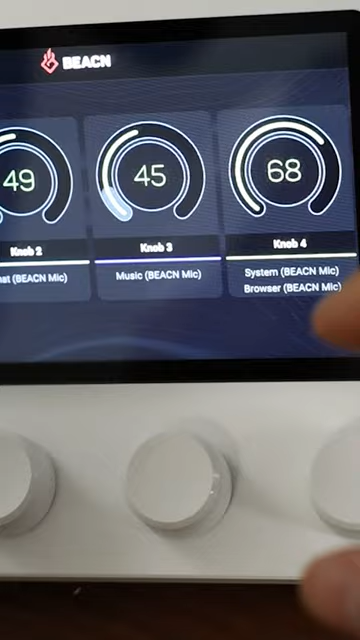 BEACN
49
45
68
Knob 2
Knob 3
Knob 4
hat (BEACN Mic)
Music (BEACN Mic)
System (BEACN Mic)
Browser (BEACN Mic)